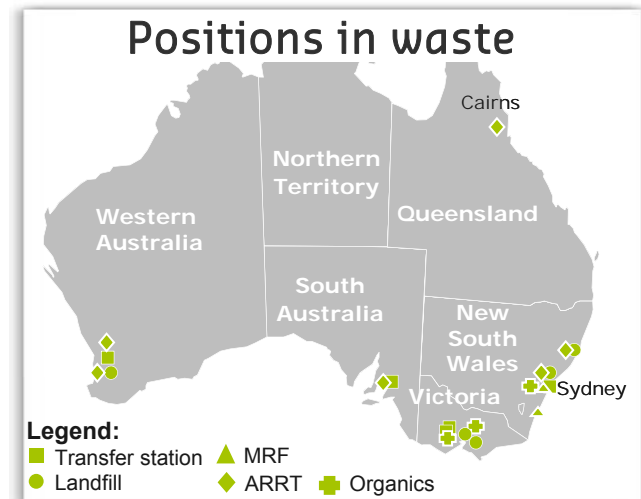 Positions in waste
Cairns
Northern
Territory
Western
Australia
Queensland
South
Australia
New
South
Wales
Sydney
Victoria
Legend:
Transfer station
MRF
Landfill
ARRT
Organics